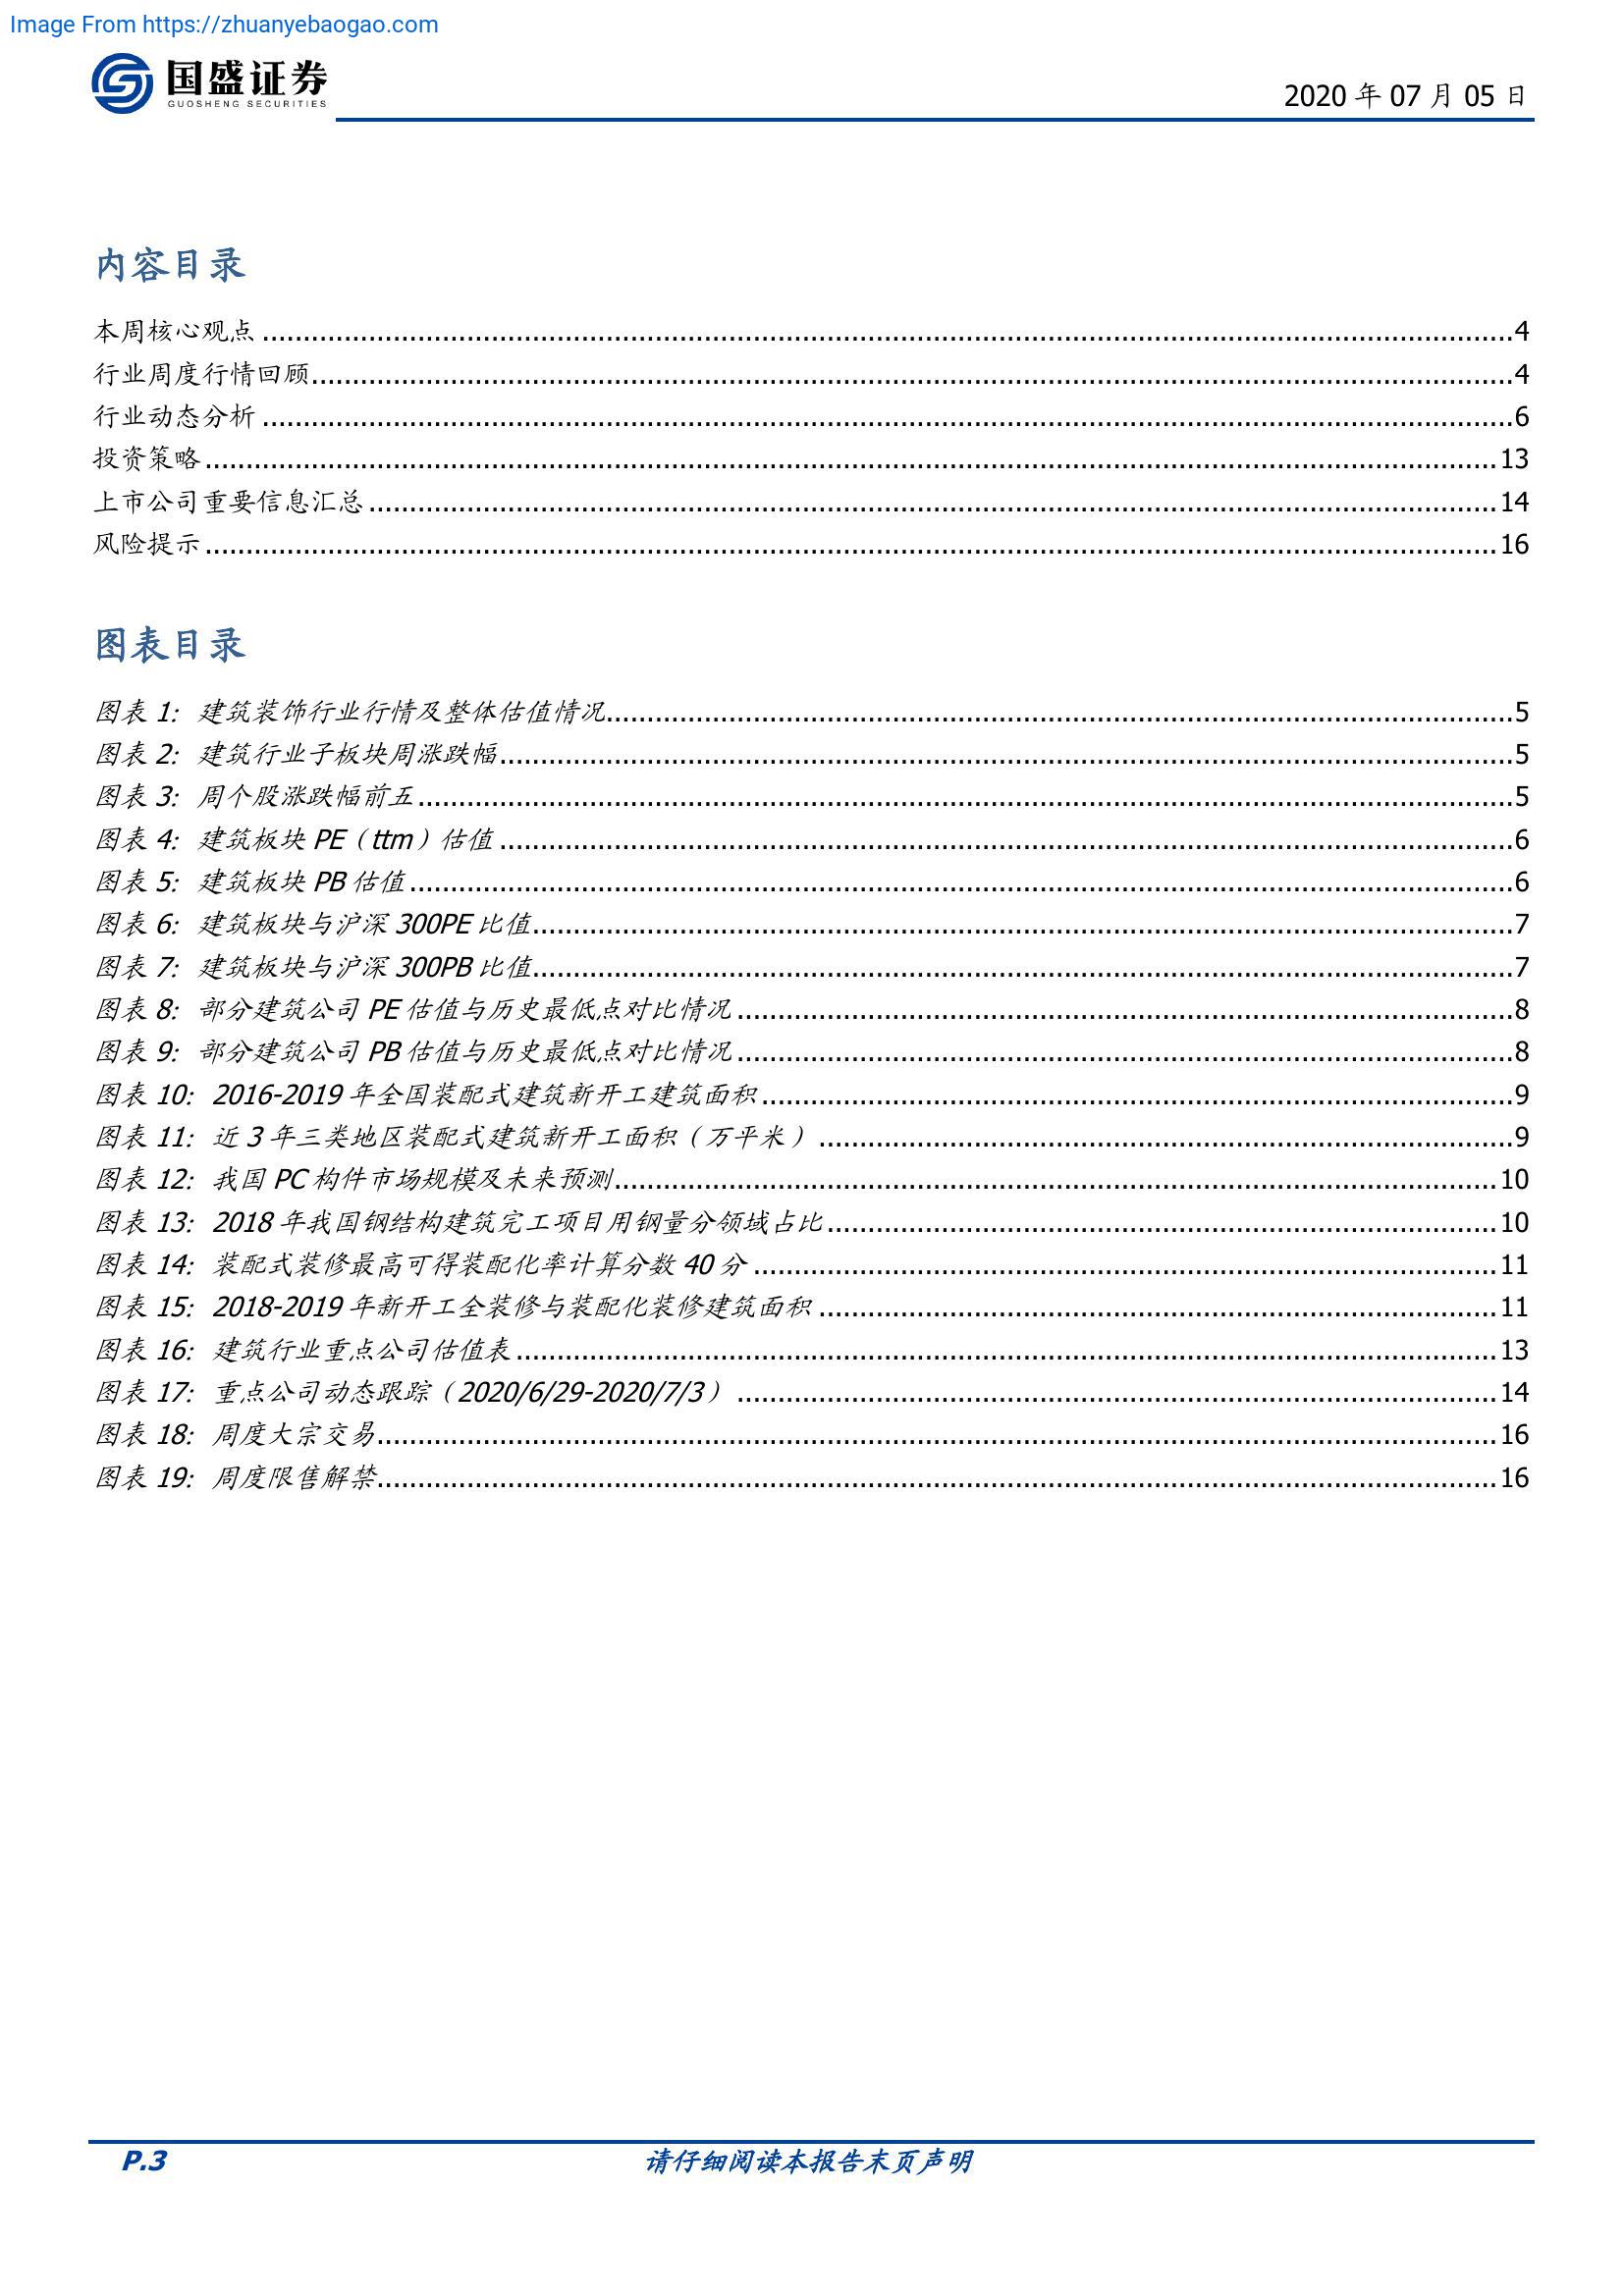 Image From https://zhuanyebaogao.com
国盛证券
GUOSHENG SECURITIES
2020 年 07 月 05 日
内容目录
本周核心观点 ........................................ 4
行业周度行情回顾 ........................................ 4
行业动态分析 ........................................ 6
投资策略 ........................................ 13
上市公司重要信息汇总 ........................................ 14
风险提示 ........................................ 16
图表目录
图表 1: 建筑装饰行业行情及整体估值情况 ........................................ 5
图表 2: 建筑行业子板块周涨跌幅 ........................................ 5
图表 3: 周个股涨跌幅前五 ........................................ 5
图表 4: 建筑板块 PE（ttm）估值 ........................................ 6
图表 5: 建筑板块 PB 估值 ........................................ 6
图表 6: 建筑板块与沪深 300PE 比值 ........................................ 7
图表 7: 建筑板块与沪深 300PB 比值 ........................................ 7
图表 8: 部分建筑公司 PE 估值与历史最低点对比情况 ........................................ 8
图表 9: 部分建筑公司 PB 估值与历史最低点对比情况 ........................................ 8
图表 10: 2016-2019 年全国装配式建筑新开工建筑面积 ........................................ 9
图表 11: 近 3 年三类地区装配式建筑新开工面积（万平米） ........................................ 9
图表 12: 我国 PC 构件市场规模及未来预测 ........................................ 10
图表 13: 2018 年我国钢结构建筑完工项目用钢量分领域占比 ........................................ 10
图表 14: 装配式装修最高可得装配化率计算分数 40 分 ........................................ 11
图表 15: 2018-2019 年新开工全装修与装配化装修建筑面积 ........................................ 11
图表 16: 建筑行业重点公司估值表 ........................................ 13
图表 17: 重点公司动态跟踪（2020/6/29-2020/7/3） ........................................ 14
图表 18: 周度大宗交易 ........................................ 16
图表 19: 周度限售解禁 ........................................ 16
P.3
请仔细阅读本报告末页声明